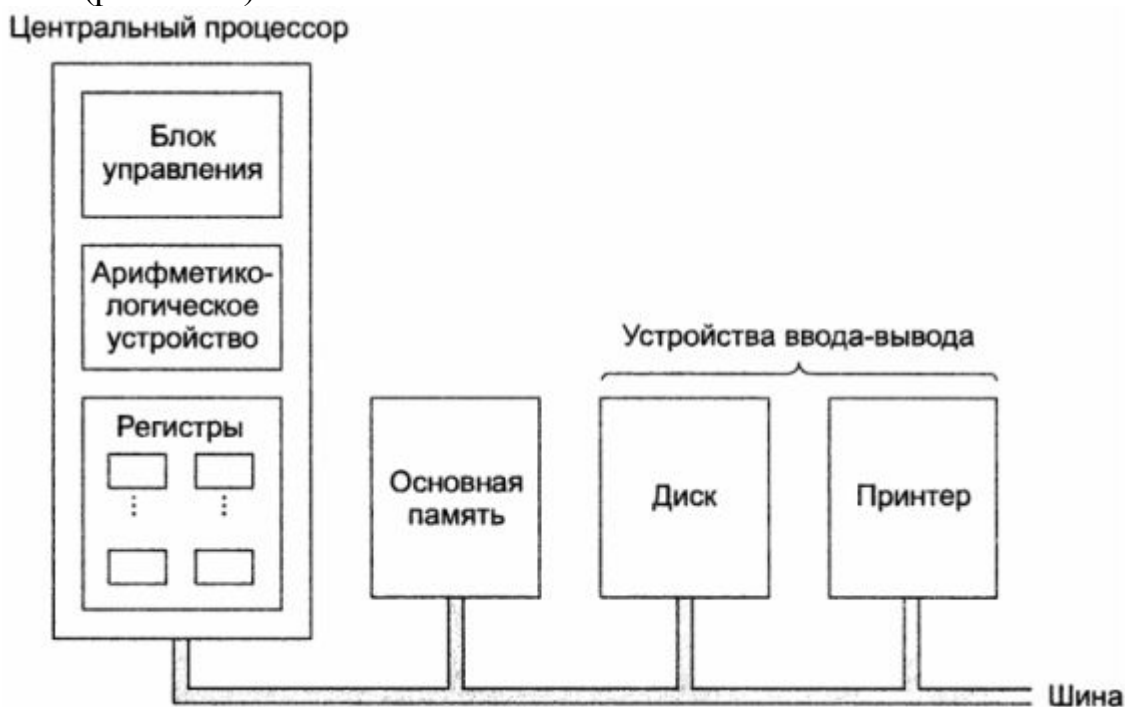 Центральный процессор
Блок
управления
Арифметико-
логическое
устройство
Регистры
Устройства ввода-вывода
Основная
память
Диск
Принтер
Шина